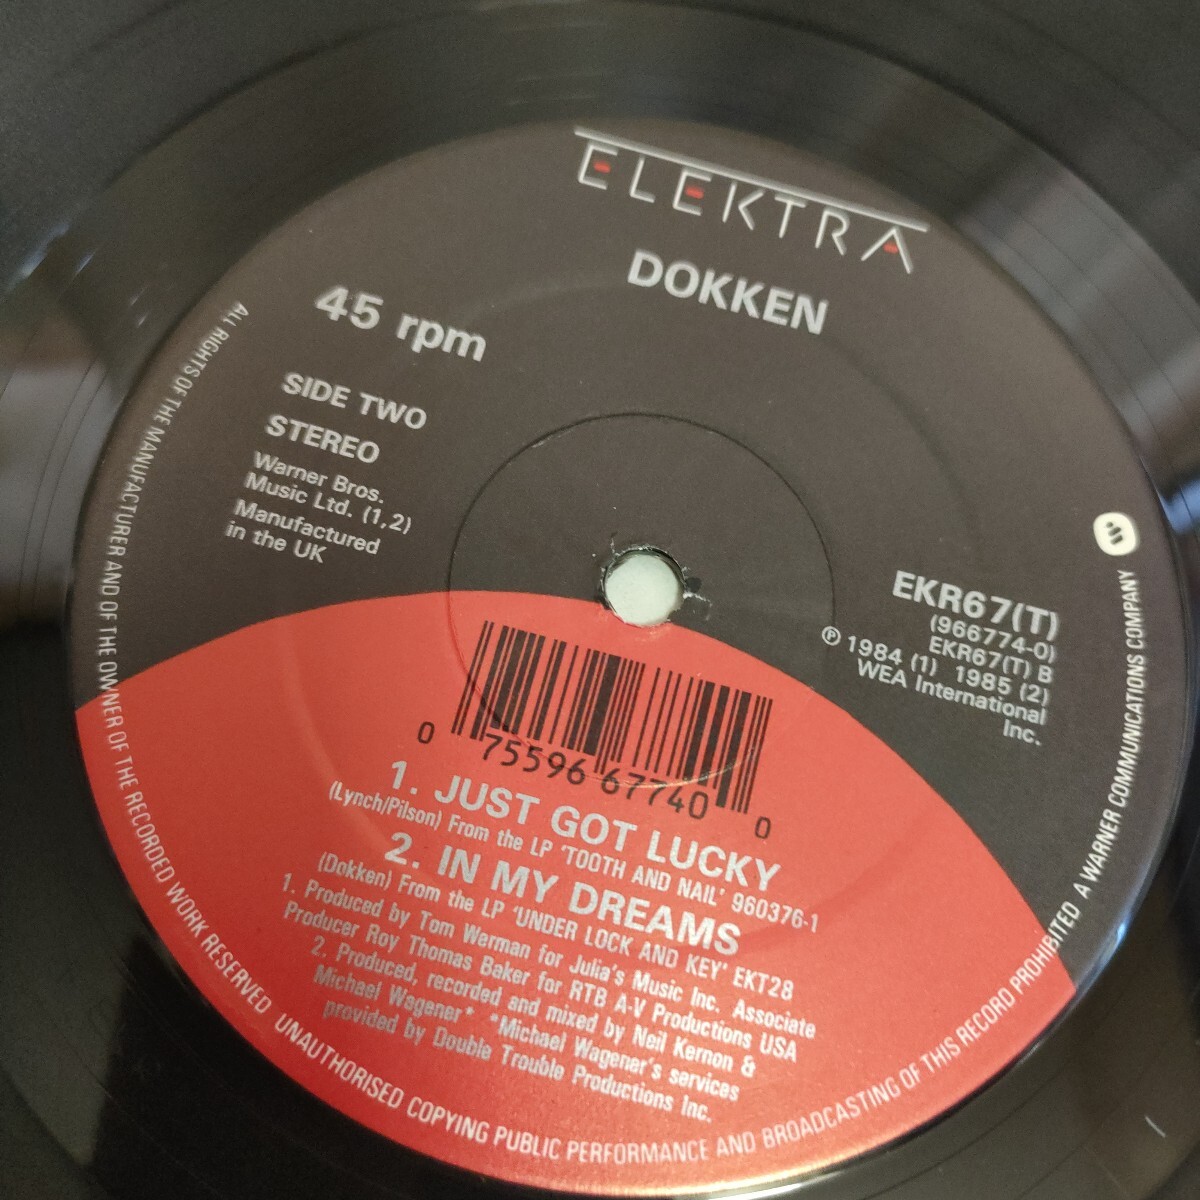 ELEKTRA
DOKKEN
45 rpm
SIDE TWO
STEREO
Warner Bros.
Music Ltd. (1,2)
Manufactured
in the UK
EKR67(T)
(966774-0)
EKR67(T) B
℗ 1984 (1) 1985 (2)
WEA International
Inc.
0 75596 67740 0
1. JUST GOT LUCKY
(Lynch/Pilson) From the LP 'TOOTH AND NAIL' 960376-1
2. IN MY DREAMS
(Dokken) From the LP 'UNDER LOCK AND KEY' EKT28
1. Produced by Tom Werman for Julia's Music Inc. Associate
Producer Roy Thomas Baker for RTB A-V Productions USA
2. Produced, recorded and mixed by Neil Kernon &
Michael Wagener* *Michael Wagener's services
provided by Double Trouble Productions Inc.
ALL RIGHTS OF THE MANUFACTURER AND OF THE OWNER OF THE RECORDED WORK RESERVED UNAUTHORISED COPYING PUBLIC PERFORMANCE AND BROADCASTING OF THIS RECORD PROHIBITED A WARNER COMMUNICATIONS COMPANY